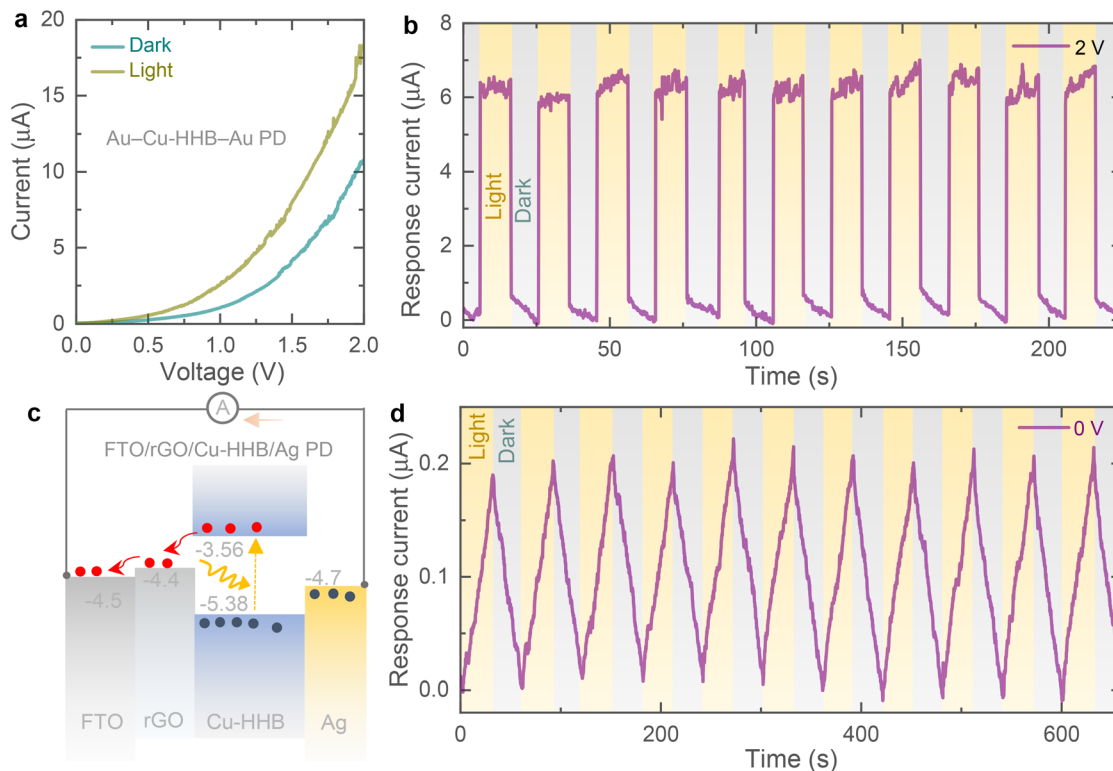 a
20
15
10
5
0
Current (μA)
Dark
Light
Au–Cu-HHB–Au PD
0.0 0.5 1.0 1.5 2.0
Voltage (V)
b
8
6
4
2
0
Response current (μA)
2 V
Light
Dark
0 50 100 150 200
Time (s)
c
A
FTO/rGO/Cu-HHB/Ag PD
-3.56
-4.4
-4.5
-4.7
-5.38
FTO rGO Cu-HHB Ag
d
0.2
0.1
0.0
Response current (μA)
Light
Dark
0 V
0 200 400 600
Time (s)